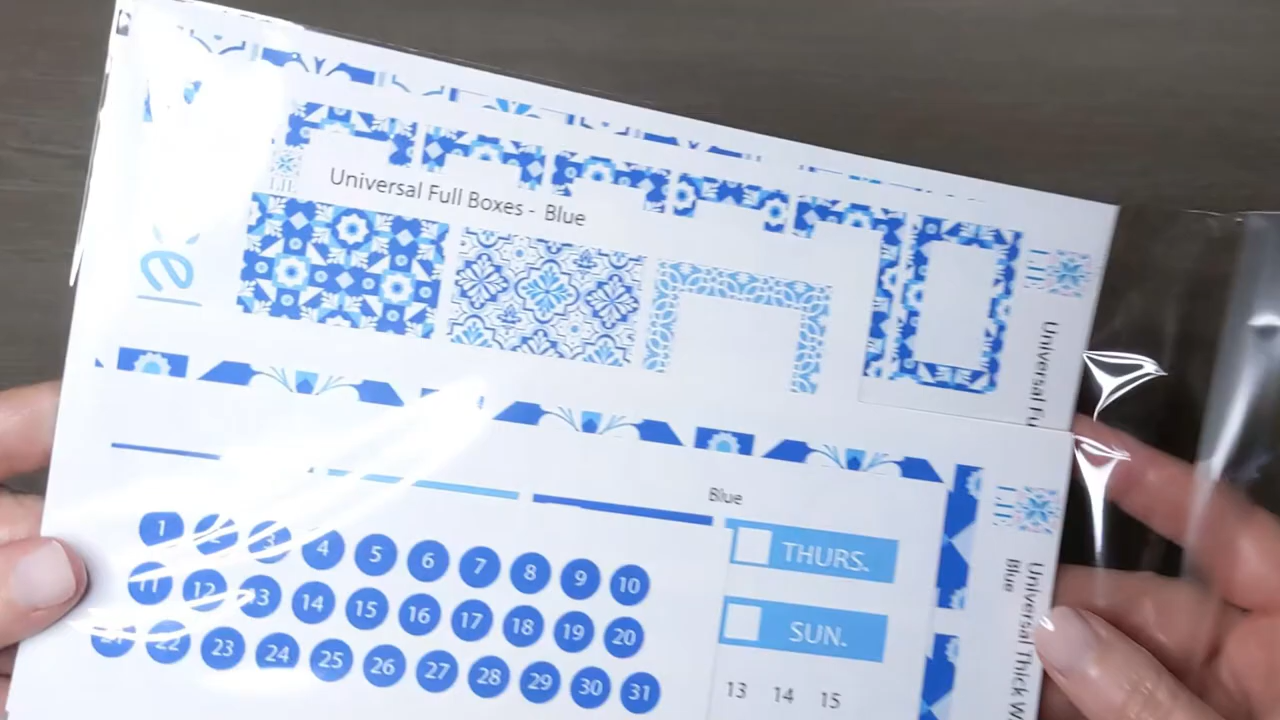 Universal Full Boxes - Blue
Blue
1 2 3 4 5 6 7 8 9 10
11 12 13 14 15 16 17 18 19 20
21 22 23 24 25 26 27 28 29 30 31
THURS.
SUN.
13 14 15
Universal Fu
Universal Thick W
Blue